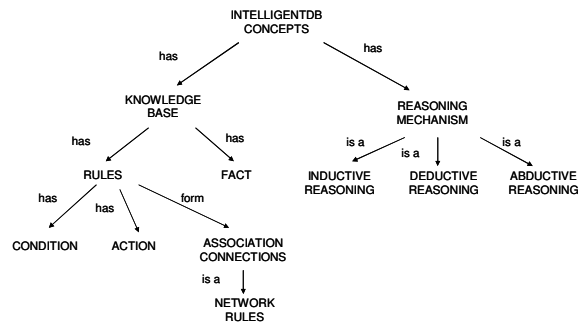 INTELLIGENTDB
CONCEPTS
has
has
KNOWLEDGE
BASE
REASONING
MECHANISM
has
has
is a
is a
is a
RULES
FACT
INDUCTIVE
REASONING
DEDUCTIVE
REASONING
ABDUCTIVE
REASONING
has
has
form
CONDITION
ACTION
ASSOCIATION
CONNECTIONS
is a
NETWORK
RULES